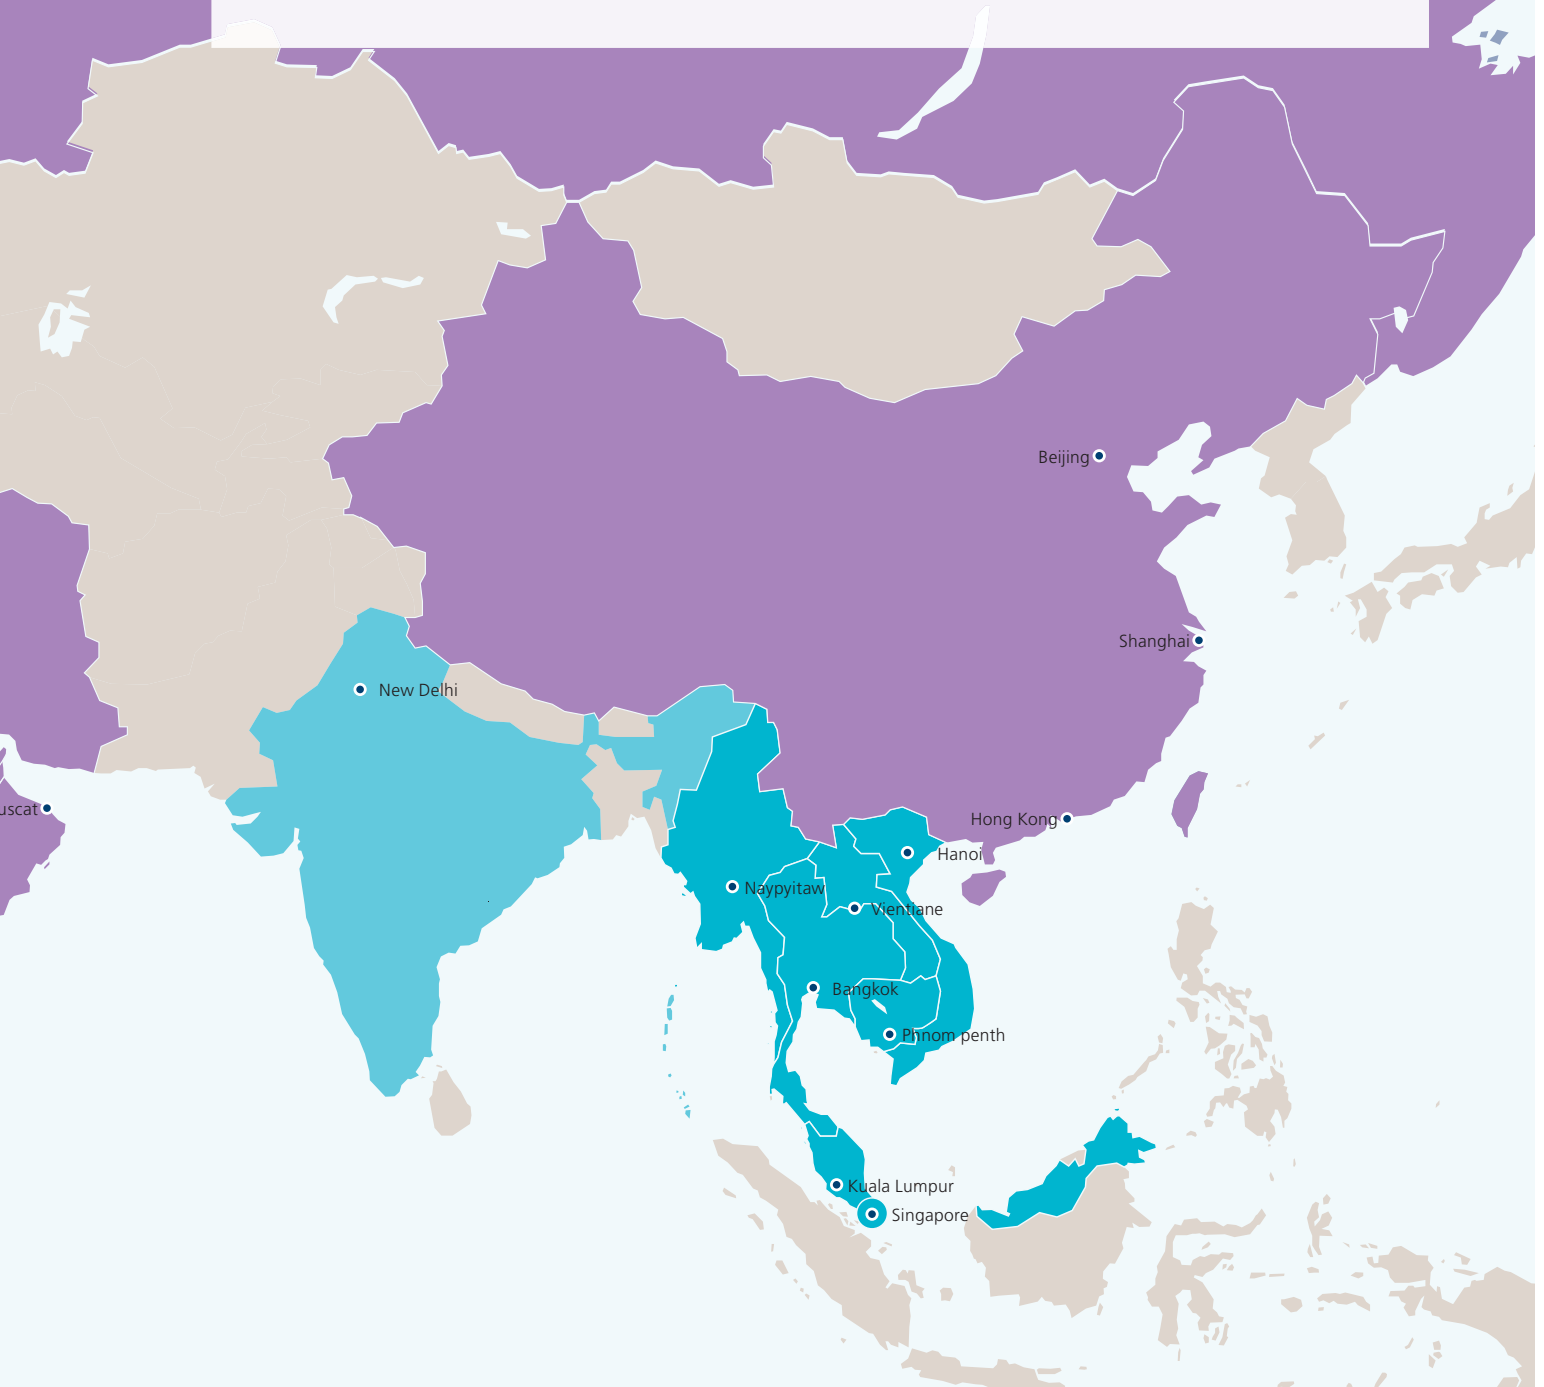 Beijing
Shanghai
New Delhi
uscat
Hong Kong
Hanoi
Naypyitaw
Vientiane
Bangkok
Phnom penth
Kuala Lumpur
Singapore